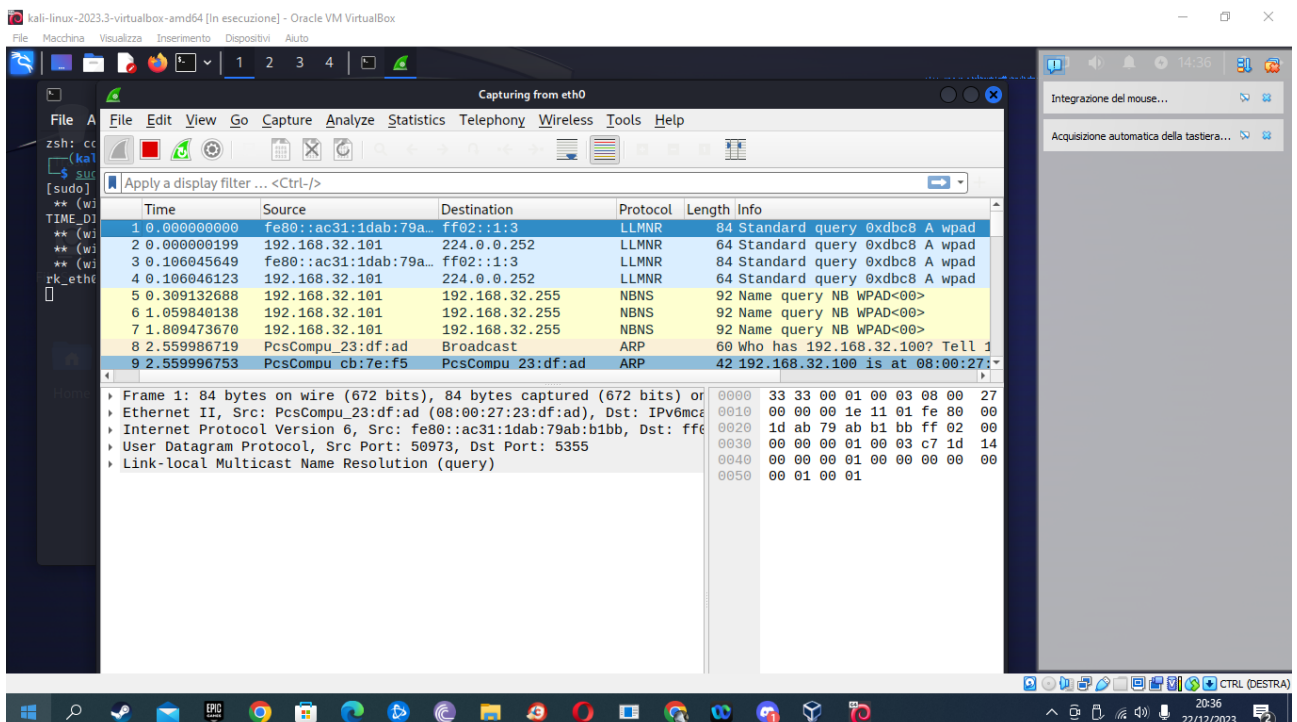 kali-linux-2023.3-virtualbox-amd64 [In esecuzione] - Oracle VM VirtualBox
File Macchina Visualizza Inserimento Dispositivi Aiuto
1 2 3 4
14:36
Capturing from eth0
Integrazione del mouse...
Acquisizione automatica della tastiera...
File A
File Edit View Go Capture Analyze Statistics Telephony Wireless Tools Help
zsh: co
(kal
$ suc
[sudo]
** (wi
TIME_DI
** (wi
** (wi
** (wi
rk_eth0
Home
Apply a display filter … <Ctrl-/>
Time Source Destination Protocol Length Info
1 0.000000000 fe80::ac31:1dab:79a… ff02::1:3 LLMNR 84 Standard query 0xdbc8 A wpad
2 0.000000199 192.168.32.101 224.0.0.252 LLMNR 64 Standard query 0xdbc8 A wpad
3 0.106045649 fe80::ac31:1dab:79a… ff02::1:3 LLMNR 84 Standard query 0xdbc8 A wpad
4 0.106046123 192.168.32.101 224.0.0.252 LLMNR 64 Standard query 0xdbc8 A wpad
5 0.309132688 192.168.32.101 192.168.32.255 NBNS 92 Name query NB WPAD<00>
6 1.059840138 192.168.32.101 192.168.32.255 NBNS 92 Name query NB WPAD<00>
7 1.809473670 192.168.32.101 192.168.32.255 NBNS 92 Name query NB WPAD<00>
8 2.559986719 PcsCompu_23:df:ad Broadcast ARP 60 Who has 192.168.32.100? Tell 1
9 2.559996753 PcsCompu_cb:7e:f5 PcsCompu_23:df:ad ARP 42 192.168.32.100 is at 08:00:27:
Frame 1: 84 bytes on wire (672 bits), 84 bytes captured (672 bits) or
Ethernet II, Src: PcsCompu_23:df:ad (08:00:27:23:df:ad), Dst: IPv6mca
Internet Protocol Version 6, Src: fe80::ac31:1dab:79ab:b1bb, Dst: ff0
User Datagram Protocol, Src Port: 50973, Dst Port: 5355
Link-local Multicast Name Resolution (query)
0000 33 33 00 01 00 03 08 00 27
0010 00 00 00 1e 11 01 fe 80 00
0020 1d ab 79 ab b1 bb ff 02 00
0030 00 00 00 01 00 03 c7 1d 14
0040 00 00 00 01 00 00 00 00 00
0050 00 01 00 01
CTRL (DESTRA)
EPIC GAMES
20:36
22/12/2023